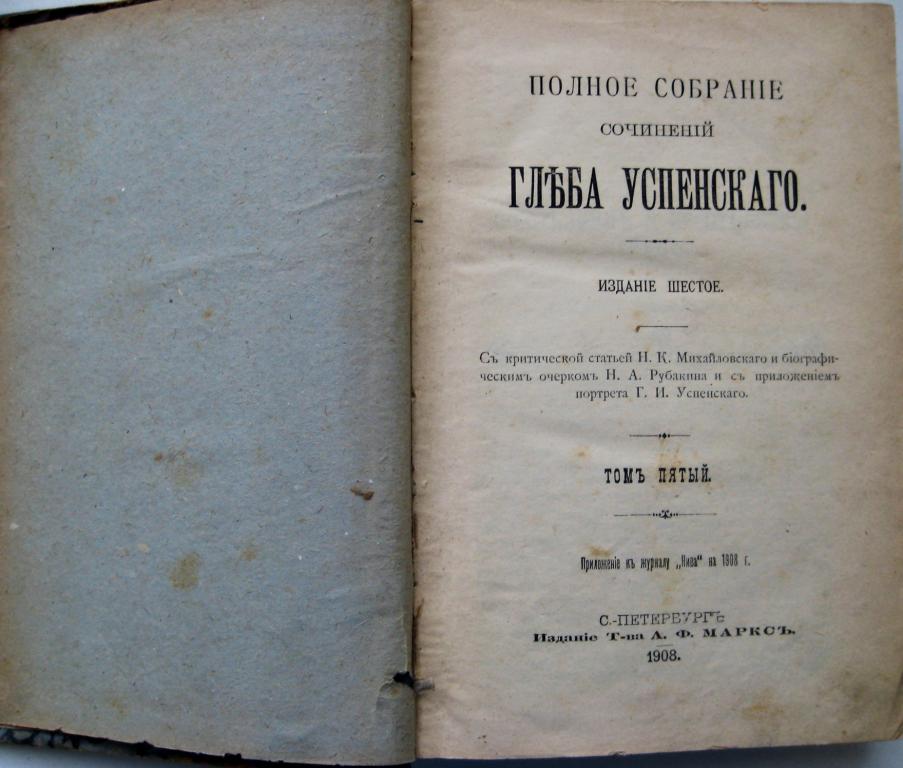 ПОЛНОЕ СОБРАНІЕ
СОЧИНЕНІЙ
ГЛѢБА УСПЕНСКАГО.
ИЗДАНІЕ ШЕСТОЕ.
Съ критической статьей Н. К. Михайловскаго и біографи-
ческимъ очеркомъ Н. А. Рубакина и съ приложеніемъ
портрета Г. И. Успенскаго.
ТОМЪ ПЯТЫЙ.
Приложеніе къ журналу „Нива“ на 1908 г.
С.-ПЕТЕРБУРГЪ
Изданіе Т-ва А. Ф. МАРКСЪ.
1908.